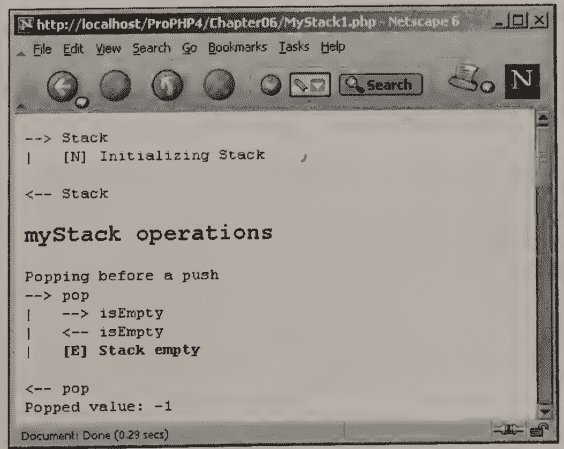 http://localhost/ProPHP4/Chapter06/MyStack1.php - Netscape 6
File Edit View Search Go Bookmarks Tasks Help
Search
N
--> Stack
|    [N] Initializing Stack
<-- Stack
myStack operations
Popping before a push
--> pop
|    --> isEmpty
|    <-- isEmpty
|    [E] Stack empty
<-- pop
Popped value: -1
Document: Done (0.29 secs)